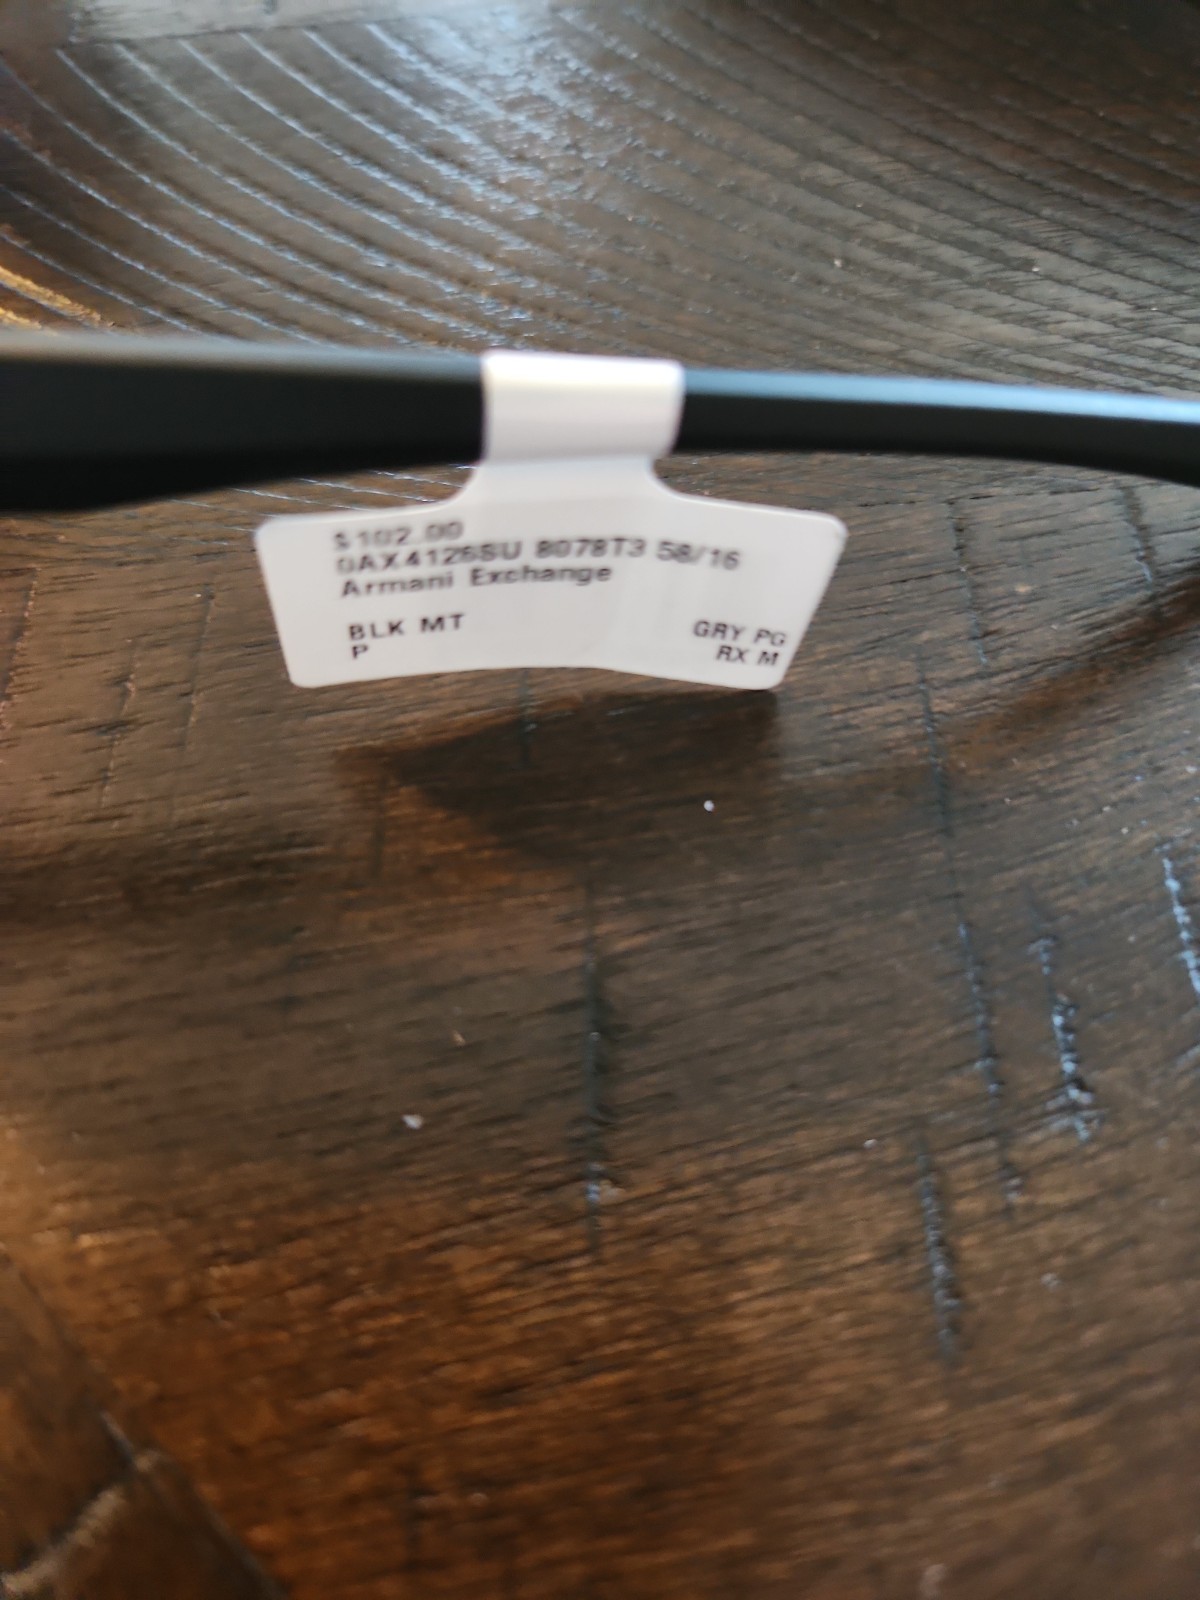 $102.00
0AX4126SU 8078T3 58/16
Armani Exchange
BLK MT GRY PG
P RX M